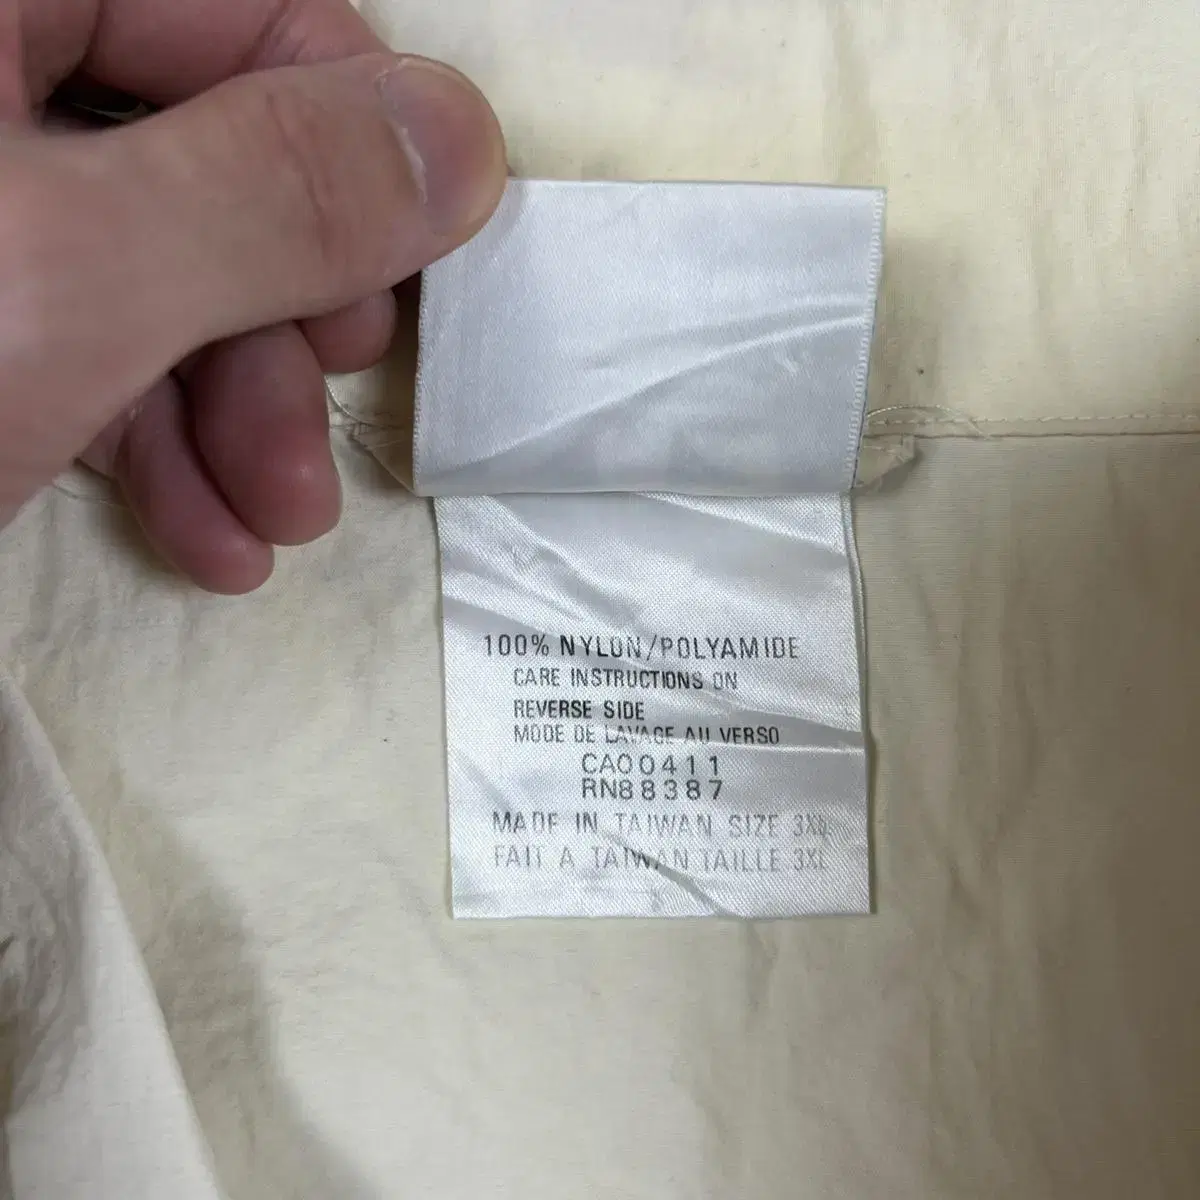 100% NYLON/POLYAMIDE
CARE INSTRUCTIONS ON
REVERSE SIDE
MODE DE LAVAGE AU VERSO
CA00411
RN88387
MADE IN TAIWAN SIZE 3XL
FAIT A TAIWAN TAILLE 3XL